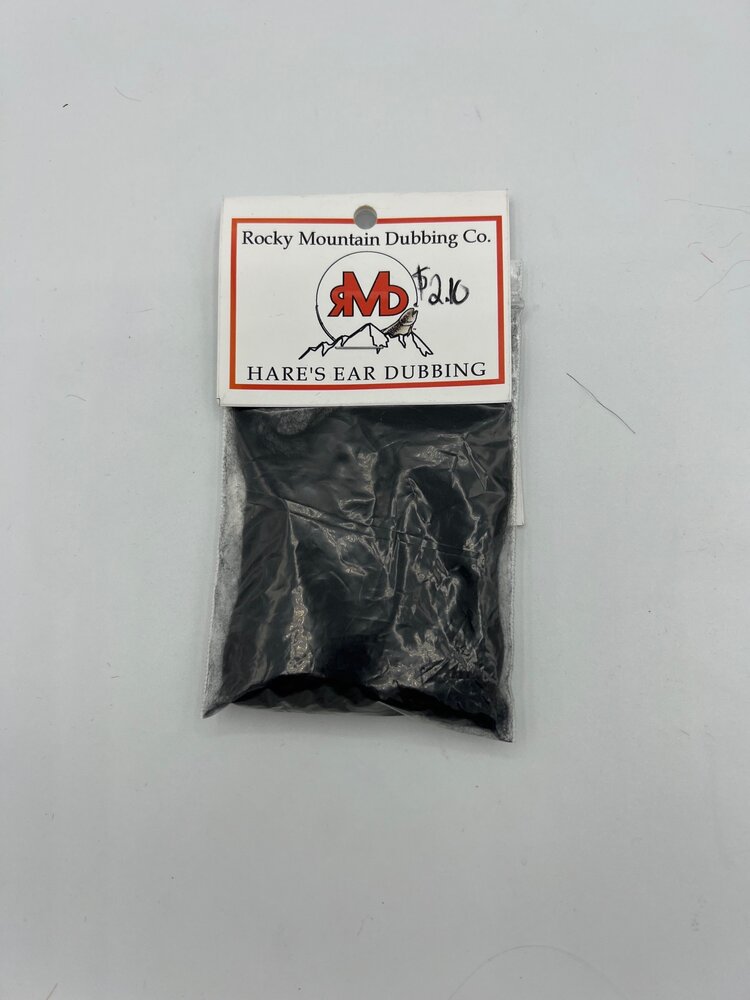 Rocky Mountain Dubbing Co.
RMD $2.10
HARE'S EAR DUBBING